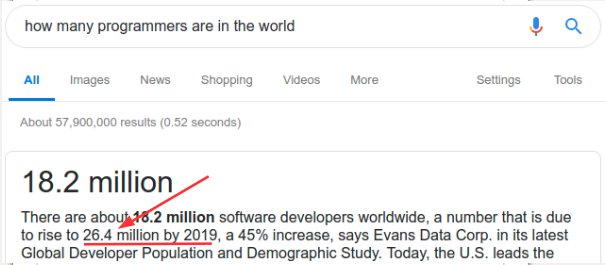 how many programmers are in the world
All Images News Shopping Videos More Settings Tools
About 57,900,000 results (0.52 seconds)
18.2 million
There are about 18.2 million software developers worldwide, a number that is due
to rise to 26.4 million by 2019, a 45% increase, says Evans Data Corp. in its latest
Global Developer Population and Demographic Study. Today, the U.S. leads the